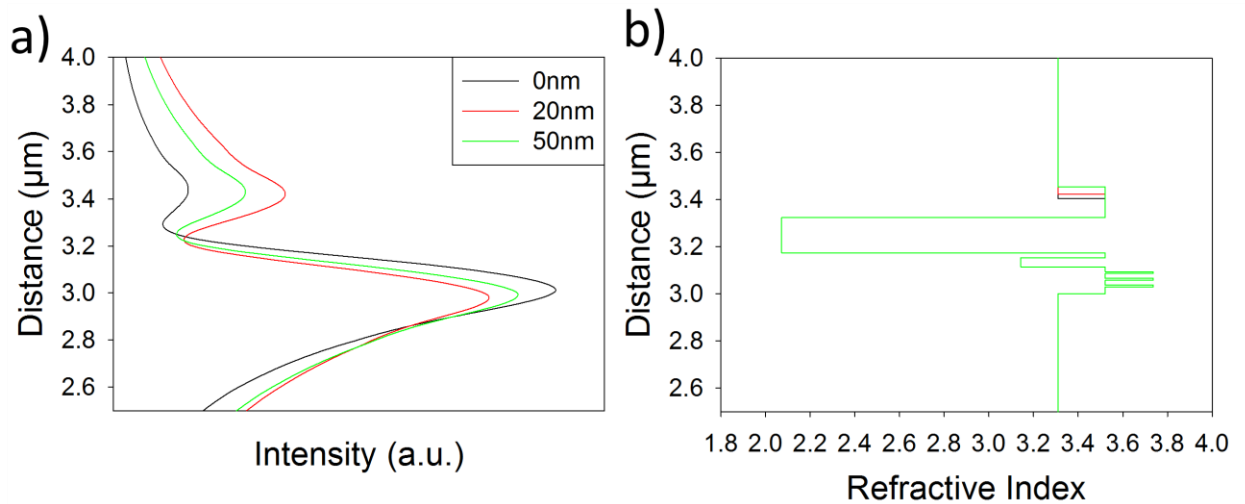 a)
4.0
3.8
3.6
3.4
3.2
3.0
2.8
2.6
Distance (µm)
Intensity (a.u.)
0nm
20nm
50nm
b)
4.0
3.8
3.6
3.4
3.2
3.0
2.8
2.6
Distance (µm)
1.8 2.0 2.2 2.4 2.6 2.8 3.0 3.2 3.4 3.6 3.8 4.0
Refractive Index